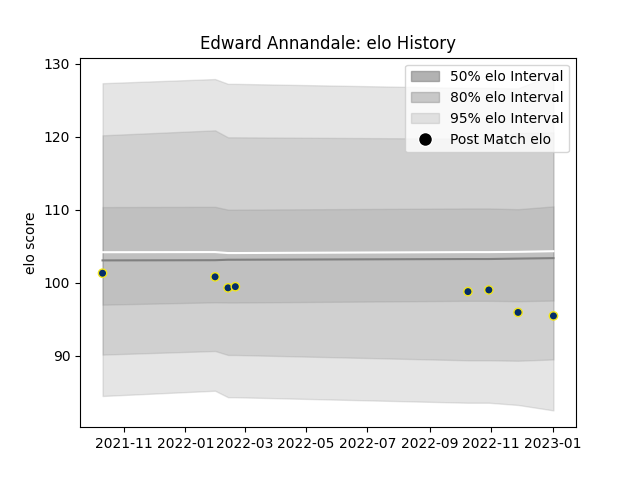 Edward Annandale: elo History
130
120
110
100
90
elo score
50% elo Interval
80% elo Interval
95% elo Interval
Post Match elo
2021-11 2022-01 2022-03 2022-05 2022-07 2022-09 2022-11 2023-01